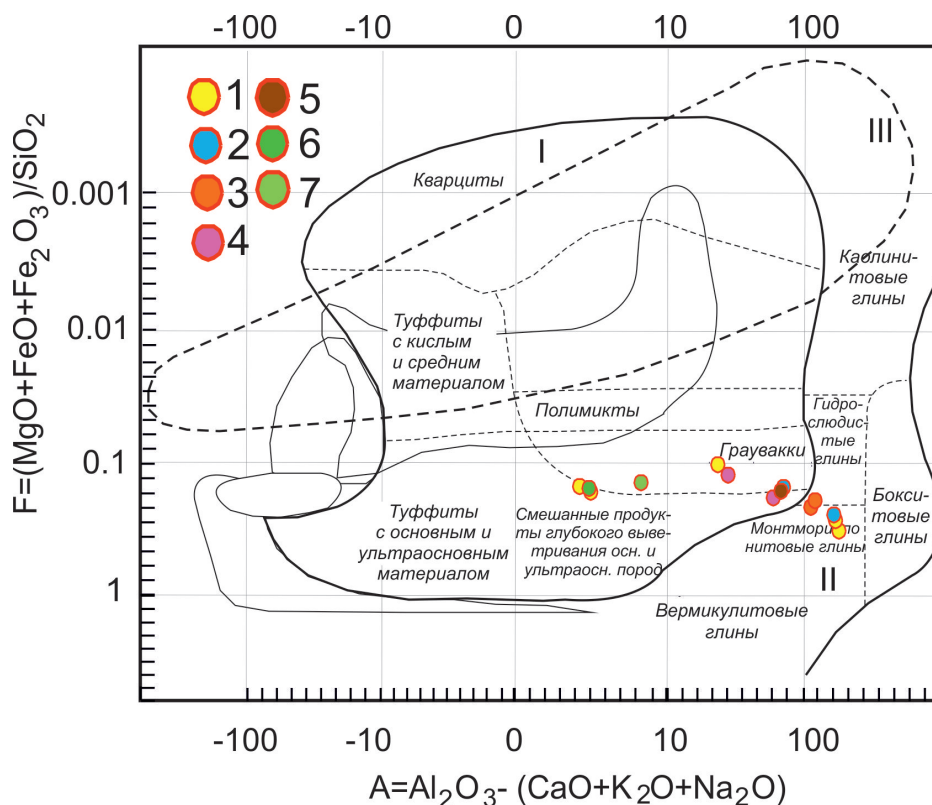 -100 -10 0 10 100
F=(MgO+FeO+Fe2O3)/SiO2
0.001
0.01
0.1
1
1 5
2 6
3 7
4
I
III
II
Кварциты
Каолини-
товые
глины
Туффиты
с кислым
и средним
материалом
Полимикты
Гидро-
слюдис-
тые
глины
Граувакки
Бокси-
товые
глины
Туффиты
с основным и
ультраосновным
материалом
Смешанные продук-
ты глубокого выве-
тривания осн. и
ультраосн. пород
нитовые глины
Вермикулитовые
глины
-100 -10 0 10 100
A=Al2O3- (CaO+K2O+Na2O)